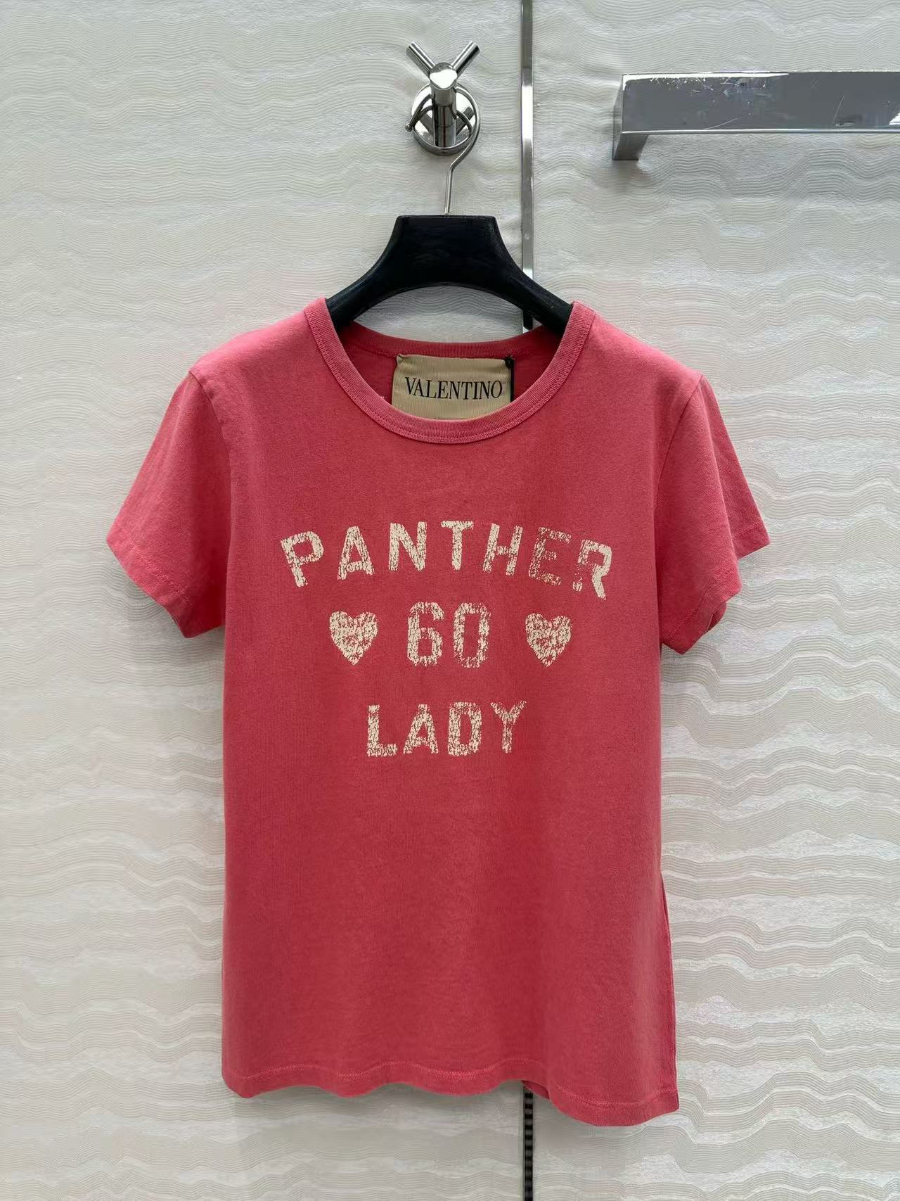 VALENTINO
PANTHER
60
LADY